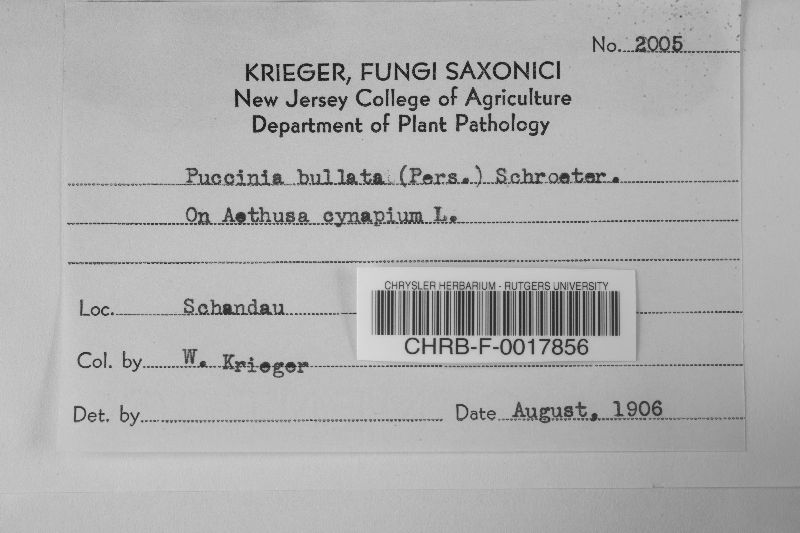 No. 2005
KRIEGER, FUNGI SAXONICI
New Jersey College of Agriculture
Department of Plant Pathology
Puccinia bullata (Pers.) Schroeter.
On Aethusa cynapium L.
Loc. Schandau
CHRYSLER HERBARIUM - RUTGERS UNIVERSITY
CHRB-F-0017856
Col. by W. Krieger
Det. by Date August, 1906